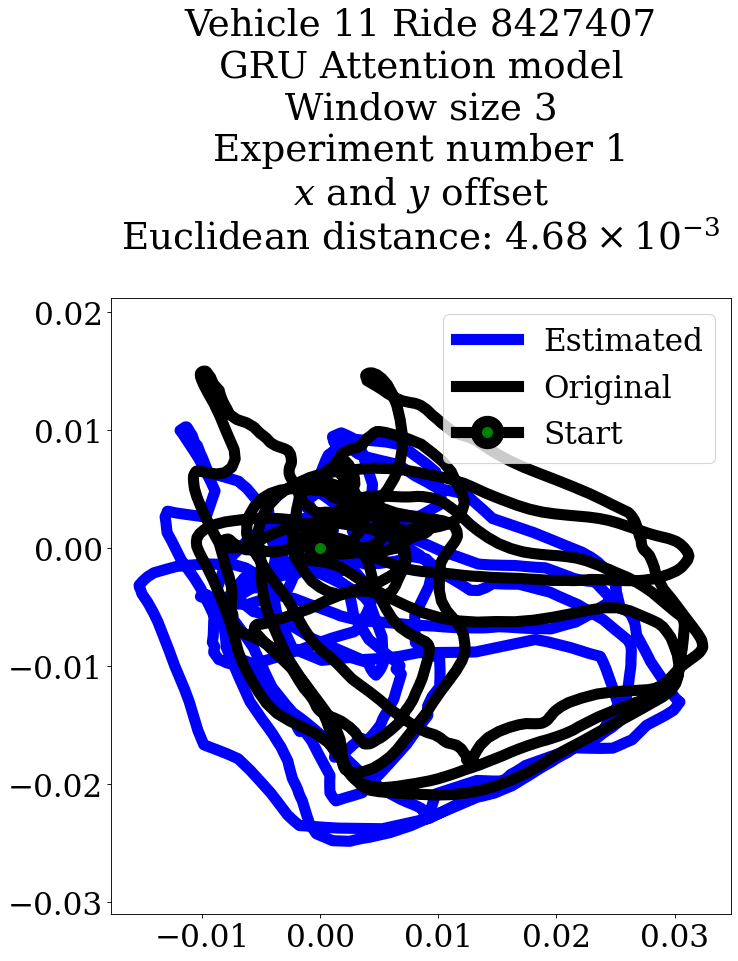 Vehicle 11 Ride 8427407
GRU Attention model
Window size 3
Experiment number 1
x and y offset
Euclidean distance: 4.68 × 10⁻³
0.02
0.01
0.00
−0.01
−0.02
−0.03
Estimated
Original
Start
−0.01
0.00
0.01
0.02
0.03